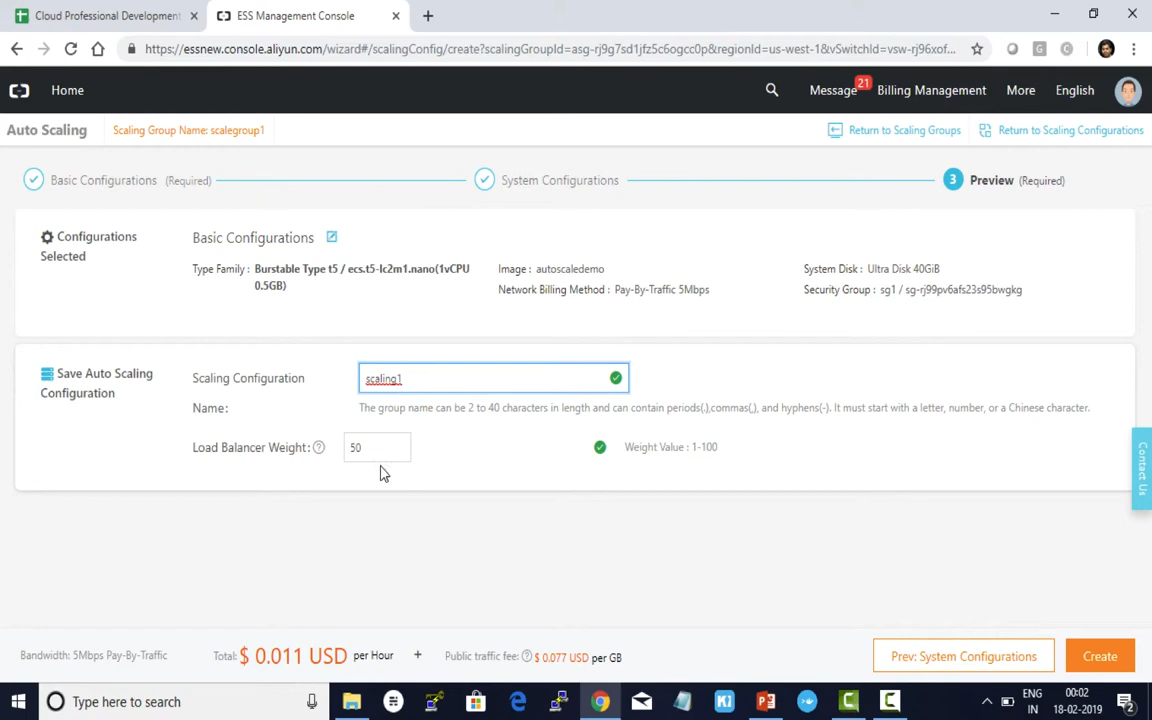 Cloud Professional Development
ESS Management Console
https://essnew.console.aliyun.com/wizard#/scalingConfig/create?scalingGroupId=asg-rj9g7sd1jfz5c6ogcc0p&regionId=us-west-1&vSwitchId=vsw-rj96xof...
Home
Message 21 Billing Management More English
Auto Scaling
Scaling Group Name: scalegroup1
Return to Scaling Groups
Return to Scaling Configurations
Basic Configurations (Required)
System Configurations
3 Preview (Required)
Configurations
Selected
Basic Configurations
Type Family : Burstable Type t5 / ecs.t5-lc2m1.nano(1vCPU
0.5GB)
Image : autoscaledemo
Network Billing Method : Pay-By-Traffic 5Mbps
System Disk : Ultra Disk 40GiB
Security Group : sg1 / sg-rj99pv6afs23s95bwgkg
Save Auto Scaling
Configuration
Scaling Configuration
Name:
scaling1
The group name can be 2 to 40 characters in length and can contain periods(.),commas(,), and hyphens(-). It must start with a letter, number, or a Chinese character.
Load Balancer Weight: ?
50
Weight Value : 1-100
Contact Us
Bandwidth: 5Mbps Pay-By-Traffic
Total: $ 0.011 USD per Hour +
Public traffic fee: ? $ 0.077 USD per GB
Prev: System Configurations
Create
Type here to search
ENG
IN
00:02
18-02-2019
2